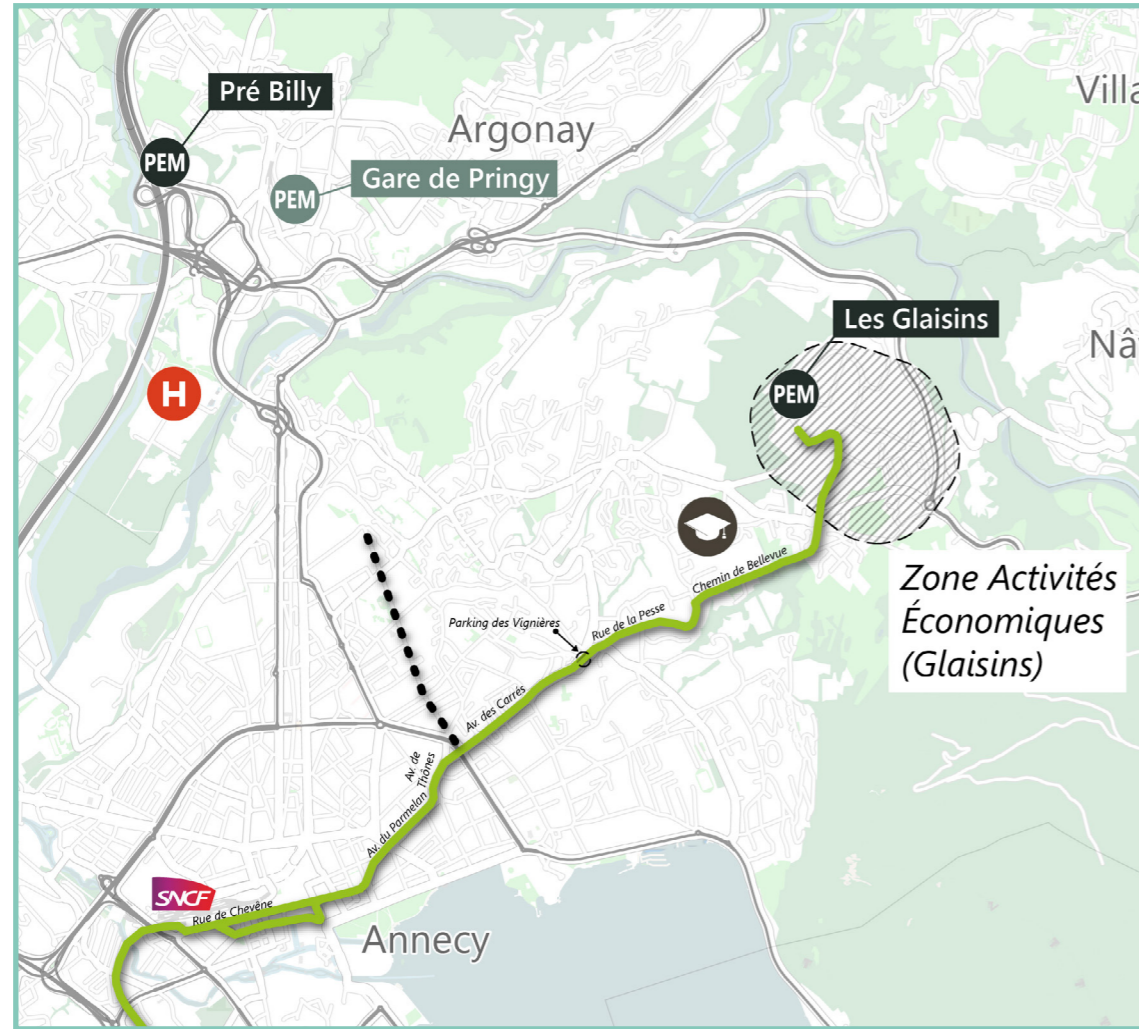 Pré Billy
PEM
Argonay
Villa
Gare de Pringy
PEM
Les Glaisins
Nâ
H
PEM
Chemin de Bellevue
Zone Activités
Économiques
(Glaisins)
Parking des Vignières
Rue de la Pesse
Av. des Carrés
Av. de
Thônes
Av. du Parmelan
SNCF
Rue de Chevêne
Annecy